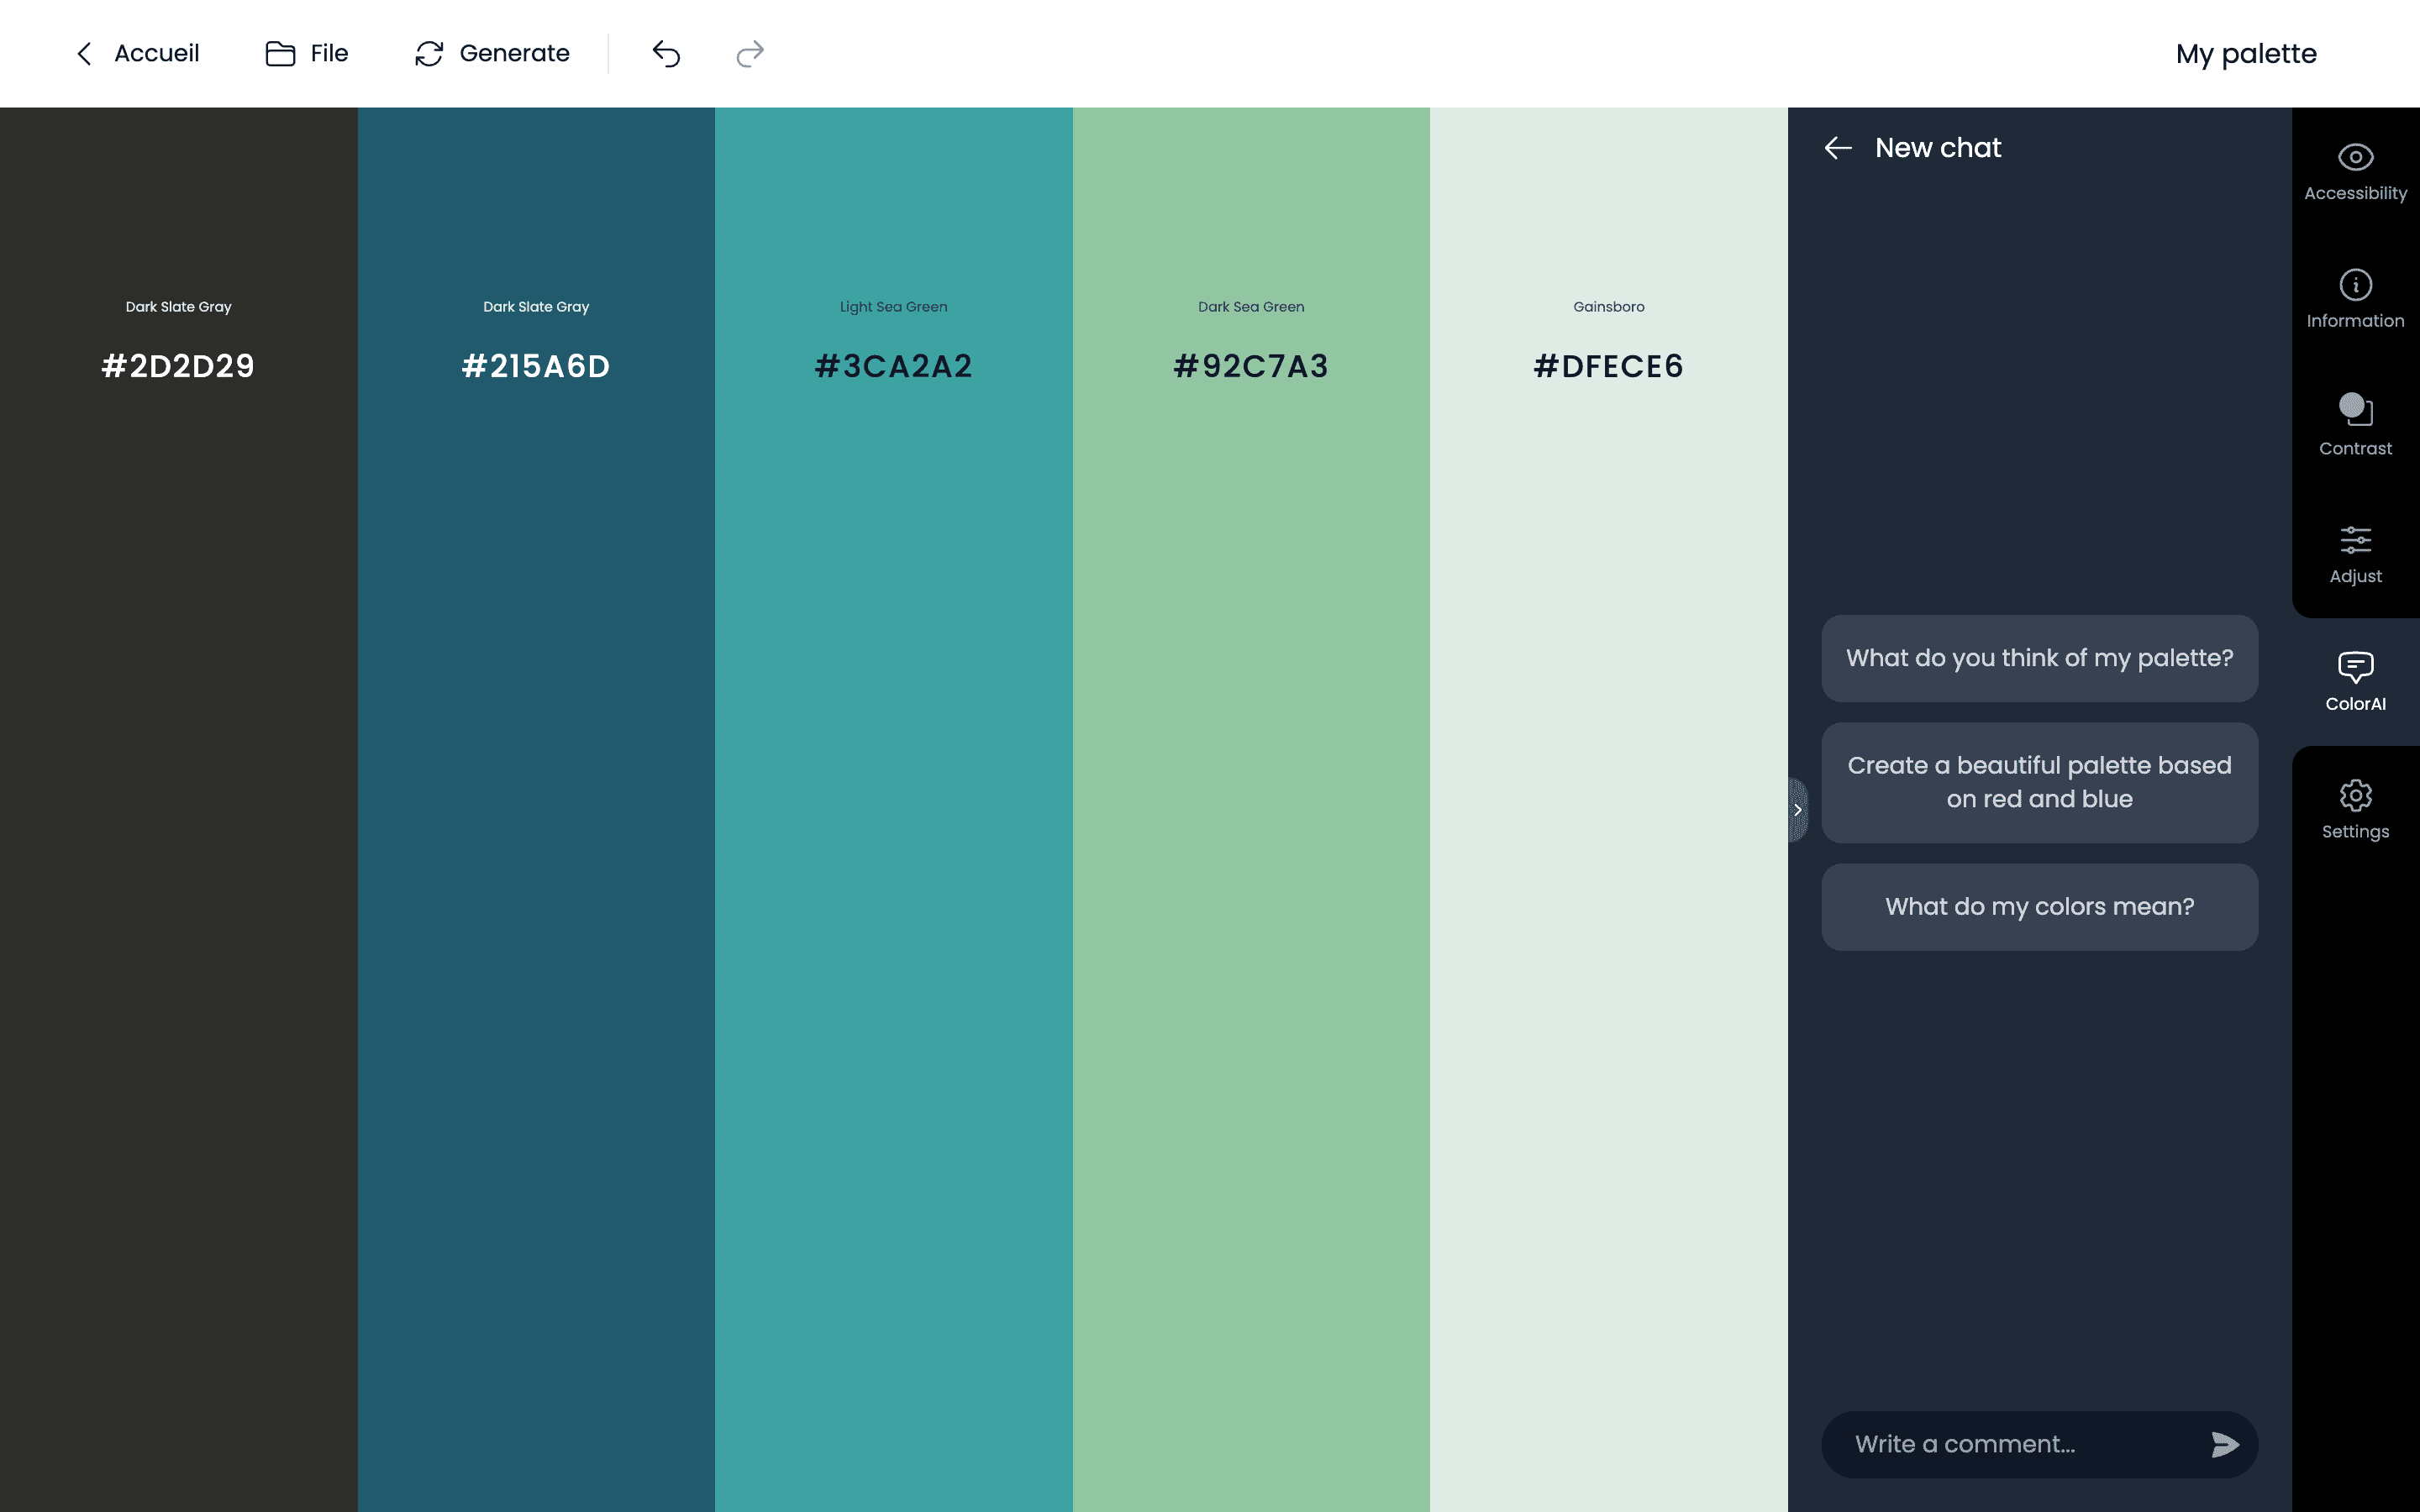 Accueil
File
Generate
My palette
Dark Slate Gray
#2D2D29
Dark Slate Gray
#215A6D
Light Sea Green
#3CA2A2
Dark Sea Green
#92C7A3
Gainsboro
#DFECE6
New chat
What do you think of my palette?
Create a beautiful palette based
on red and blue
What do my colors mean?
Write a comment...
Accessibility
Information
Contrast
Adjust
ColorAI
Settings